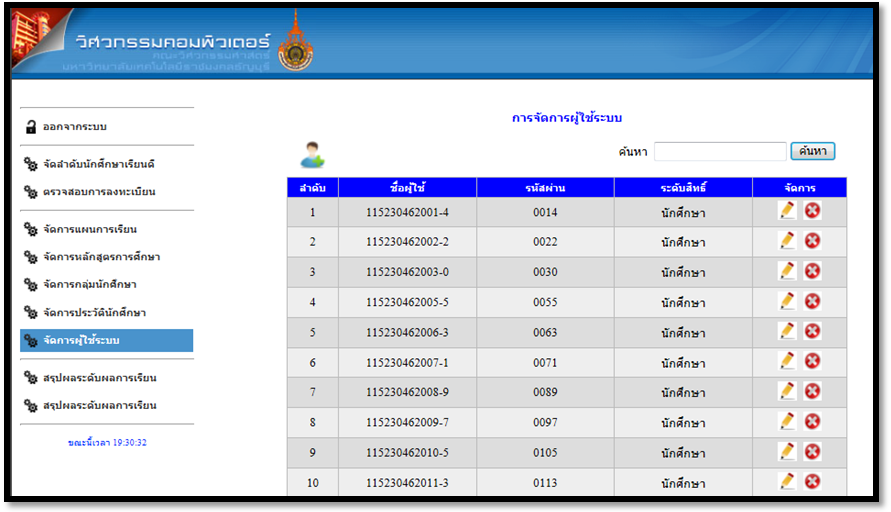 วิศวกรรมคอมพิวเตอร์
คณะวิศวกรรมศาสตร์
มหาวิทยาลัยเทคโนโลยีราชมงคลธัญบุรี
ออกจากระบบ
จัดลำดับนักศึกษาเรียนดี
ตรวจสอบการลงทะเบียน
จัดการแผนการเรียน
จัดการหลักสูตรการศึกษา
จัดการกลุ่มนักศึกษา
จัดการประวัตินักศึกษา
จัดการผู้ใช้ระบบ
สรุปผลระดับผลการเรียน
สรุปผลระดับผลการเรียน
ขณะนี้เวลา 19:30:32
การจัดการผู้ใช้ระบบ
ค้นหา ค้นหา
ลำดับ ชื่อผู้ใช้ รหัสผ่าน ระดับสิทธิ์ จัดการ
1 115230462001-4 0014 นักศึกษา
2 115230462002-2 0022 นักศึกษา
3 115230462003-0 0030 นักศึกษา
4 115230462005-5 0055 นักศึกษา
5 115230462006-3 0063 นักศึกษา
6 115230462007-1 0071 นักศึกษา
7 115230462008-9 0089 นักศึกษา
8 115230462009-7 0097 นักศึกษา
9 115230462010-5 0105 นักศึกษา
10 115230462011-3 0113 นักศึกษา